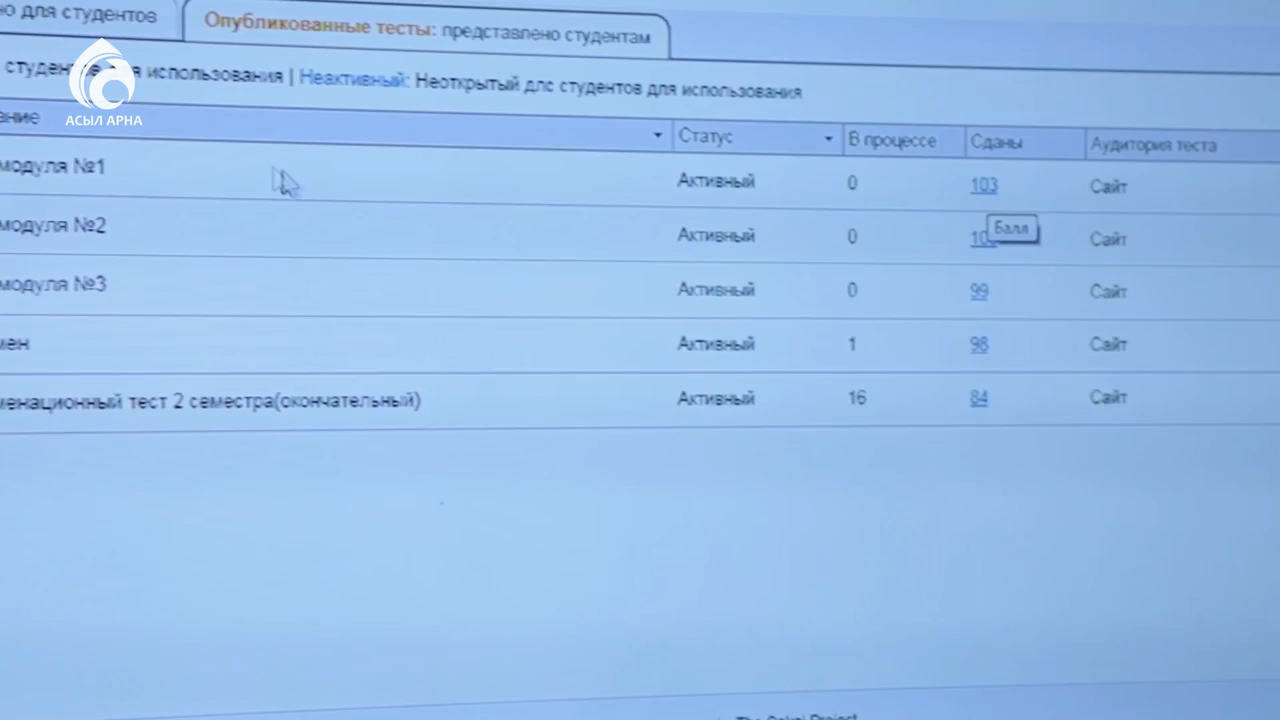 но для студентов
Опубликованные тесты: представлено студентам
АСЫЛ АРНА
использования | Неактивный: Неоткрытый длс студентов для использования
ание Статус В процессе Сданы Аудитория теста
модуля №1 Активный 0 103 Сайт
модуля №2 Активный 0 Сайт
Балл
модуля №3 Активный 0 99 Сайт
мен Активный 1 98 Сайт
менационный тест 2 семестра(окончательный) Активный 16 84 Сайт